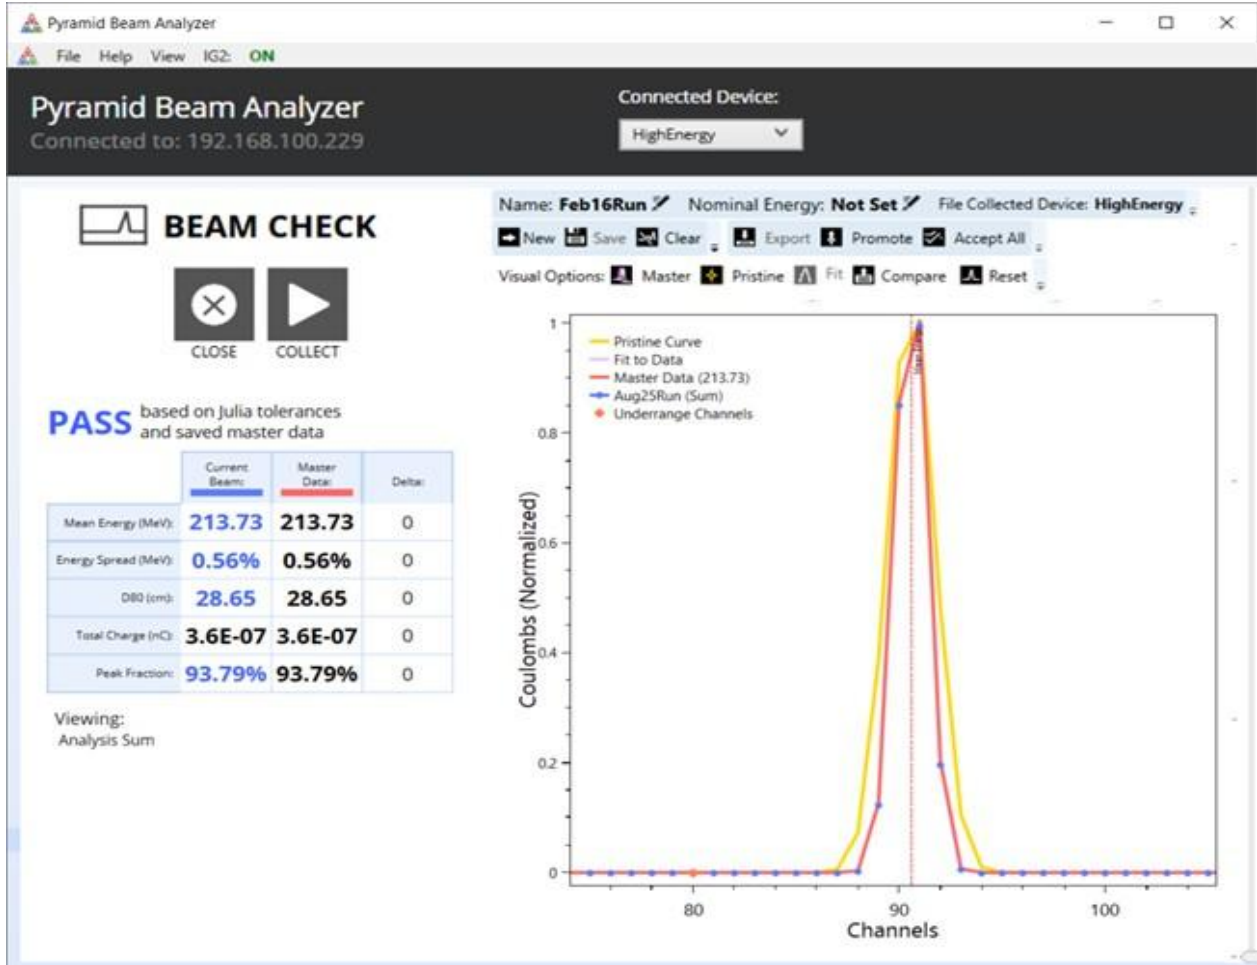 Pyramid Beam Analyzer
File Help View IG2: ON
Pyramid Beam Analyzer
Connected to: 192.168.100.229
Connected Device:
HighEnergy
BEAM CHECK
CLOSE COLLECT
PASS based on Julia tolerances
and saved master data
Current Beam: Master Data: Delta:
Mean Energy (MeV): 213.73 213.73 0
Energy Spread (MeV): 0.56% 0.56% 0
D80 (cm): 28.65 28.65 0
Total Charge (nC): 3.6E-07 3.6E-07 0
Peak Fraction: 93.79% 93.79% 0
Viewing:
Analysis Sum
Name: Feb16Run Nominal Energy: Not Set File Collected Device: HighEnergy
New Save Clear Export Promote Accept All
Visual Options: Master Pristine Fit Compare Reset
Pristine Curve
Fit to Data
Master Data (213.73)
Aug25Run (Sum)
Underrange Channels
Coulombs (Normalized)
1
0.8
0.6
0.4
0.2
0
80 90 100
Channels